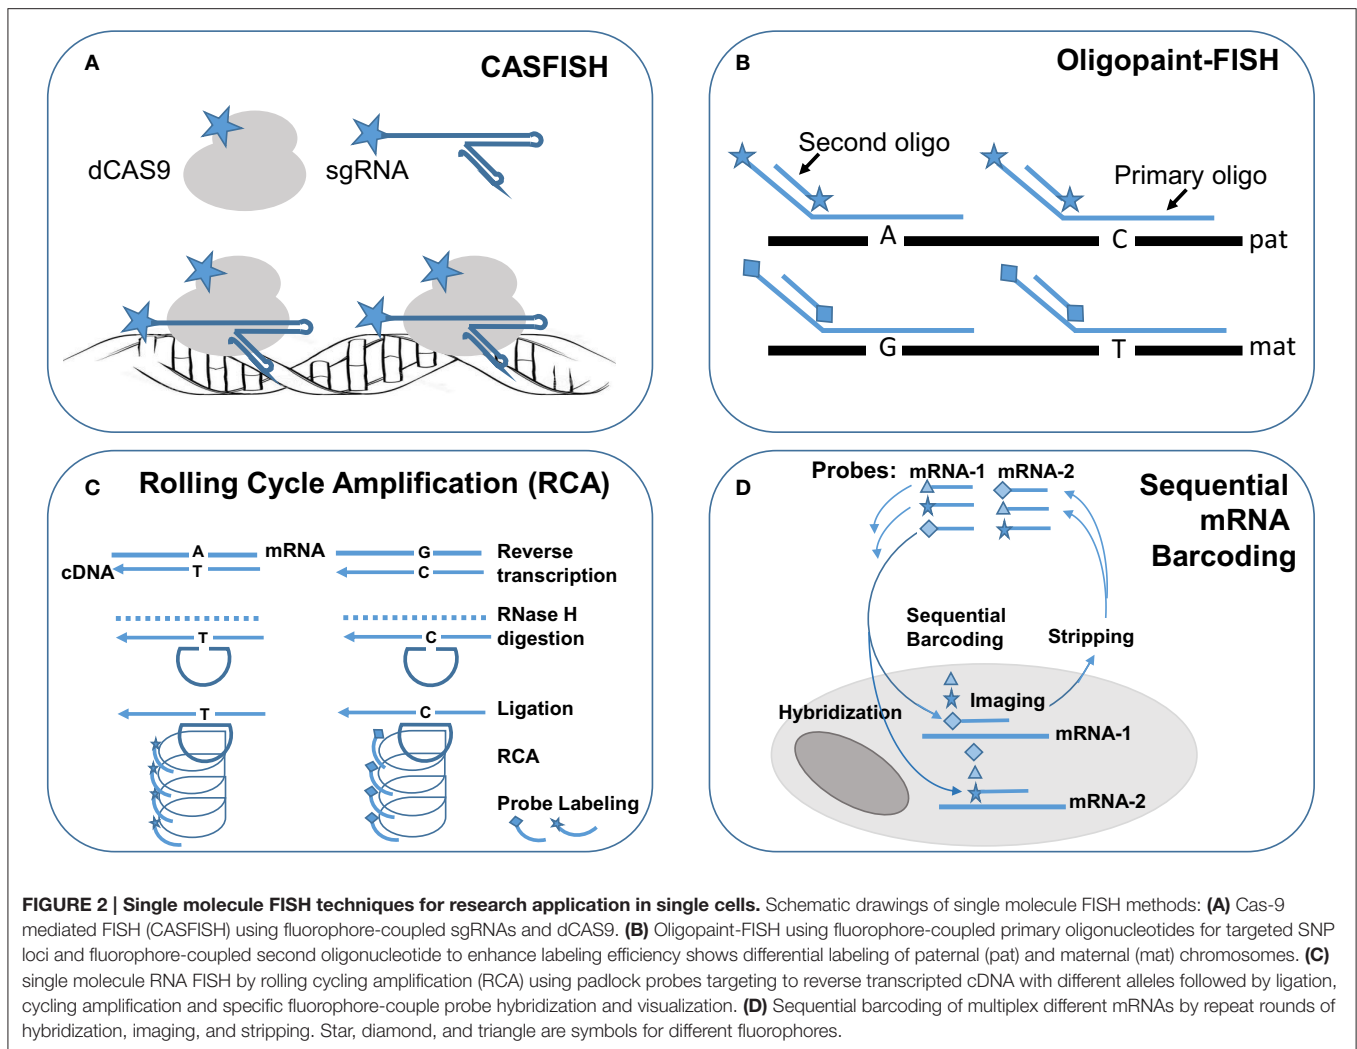 A
CASFISH
dCAS9
sgRNA
B
Oligopaint-FISH
Second oligo
Primary oligo
A
C
pat
G
T
mat
C
Rolling Cycle Amplification (RCA)
A
mRNA
G
Reverse
transcription
cDNA
T
C
RNase H
digestion
T
C
Ligation
T
C
RCA
Probe Labeling
D
Probes:
mRNA-1
mRNA-2
Sequential
mRNA
Barcoding
Sequential
Barcoding
Stripping
Imaging
Hybridization
mRNA-1
mRNA-2
FIGURE 2 | Single molecule FISH techniques for research application in single cells. Schematic drawings of single molecule FISH methods: (A) Cas-9
mediated FISH (CASFISH) using fluorophore-coupled sgRNAs and dCAS9. (B) Oligopaint-FISH using fluorophore-coupled primary oligonucleotides for targeted SNP
loci and fluorophore-coupled second oligonucleotide to enhance labeling efficiency shows differential labeling of paternal (pat) and maternal (mat) chromosomes. (C)
single molecule RNA FISH by rolling cycling amplification (RCA) using padlock probes targeting to reverse transcripted cDNA with different alleles followed by ligation,
cycling amplification and specific fluorophore-couple probe hybridization and visualization. (D) Sequential barcoding of multiplex different mRNAs by repeat rounds of
hybridization, imaging, and stripping. Star, diamond, and triangle are symbols for different fluorophores.